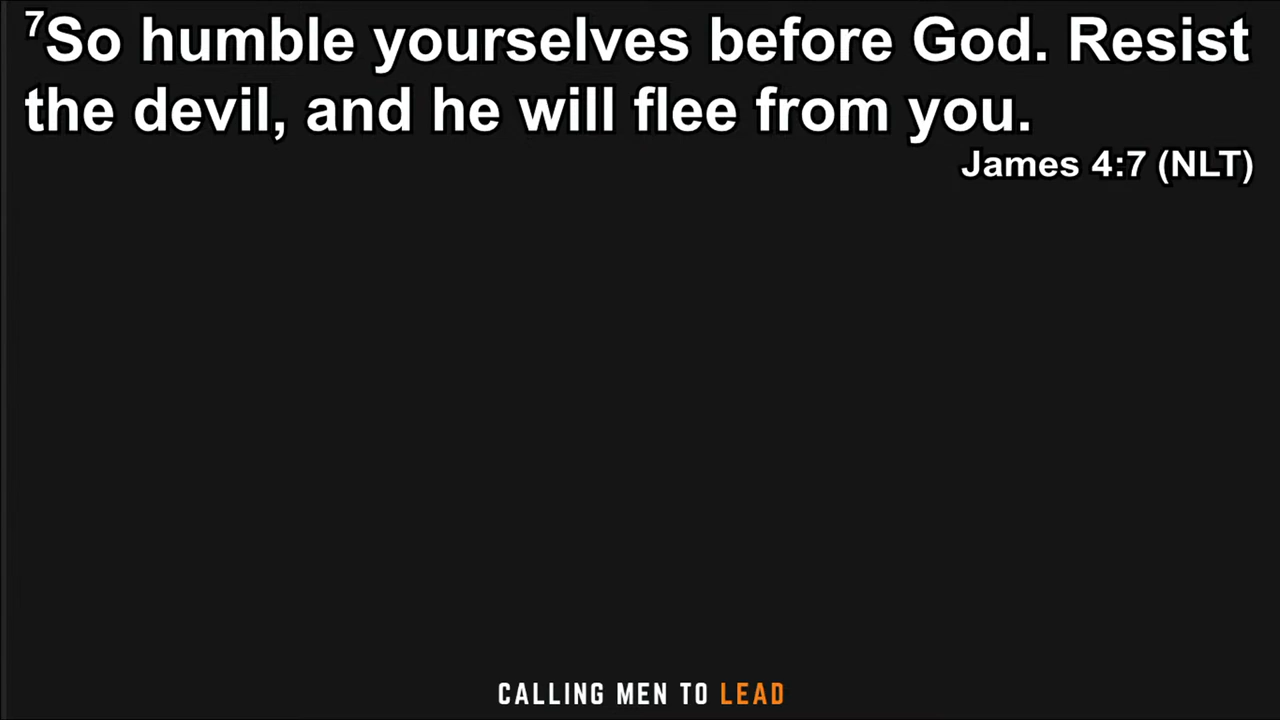 ⁷So humble yourselves before God. Resist
the devil, and he will flee from you.
James 4:7 (NLT)
CALLING MEN TO LEAD